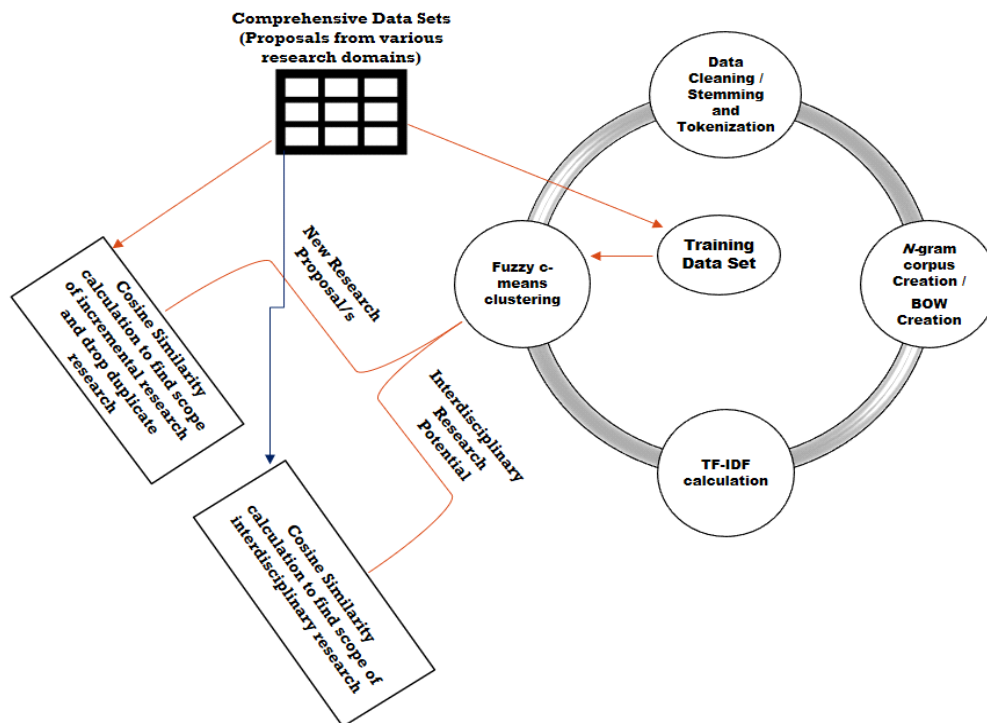 Comprehensive Data Sets
(Proposals from various
research domains)
Data
Cleaning /
Stemming
and
Tokenization
New Research
Proposal/s
Fuzzy c-
means
clustering
Training
Data Set
N-gram
corpus
Creation /
BOW
Creation
Cosine Similarity
calculation to find scope
of incremental research
and drop duplicate
research
Interdisciplinary
Research
Potential
TF-IDF
calculation
Cosine Similarity
calculation to find scope of
interdisciplinary research